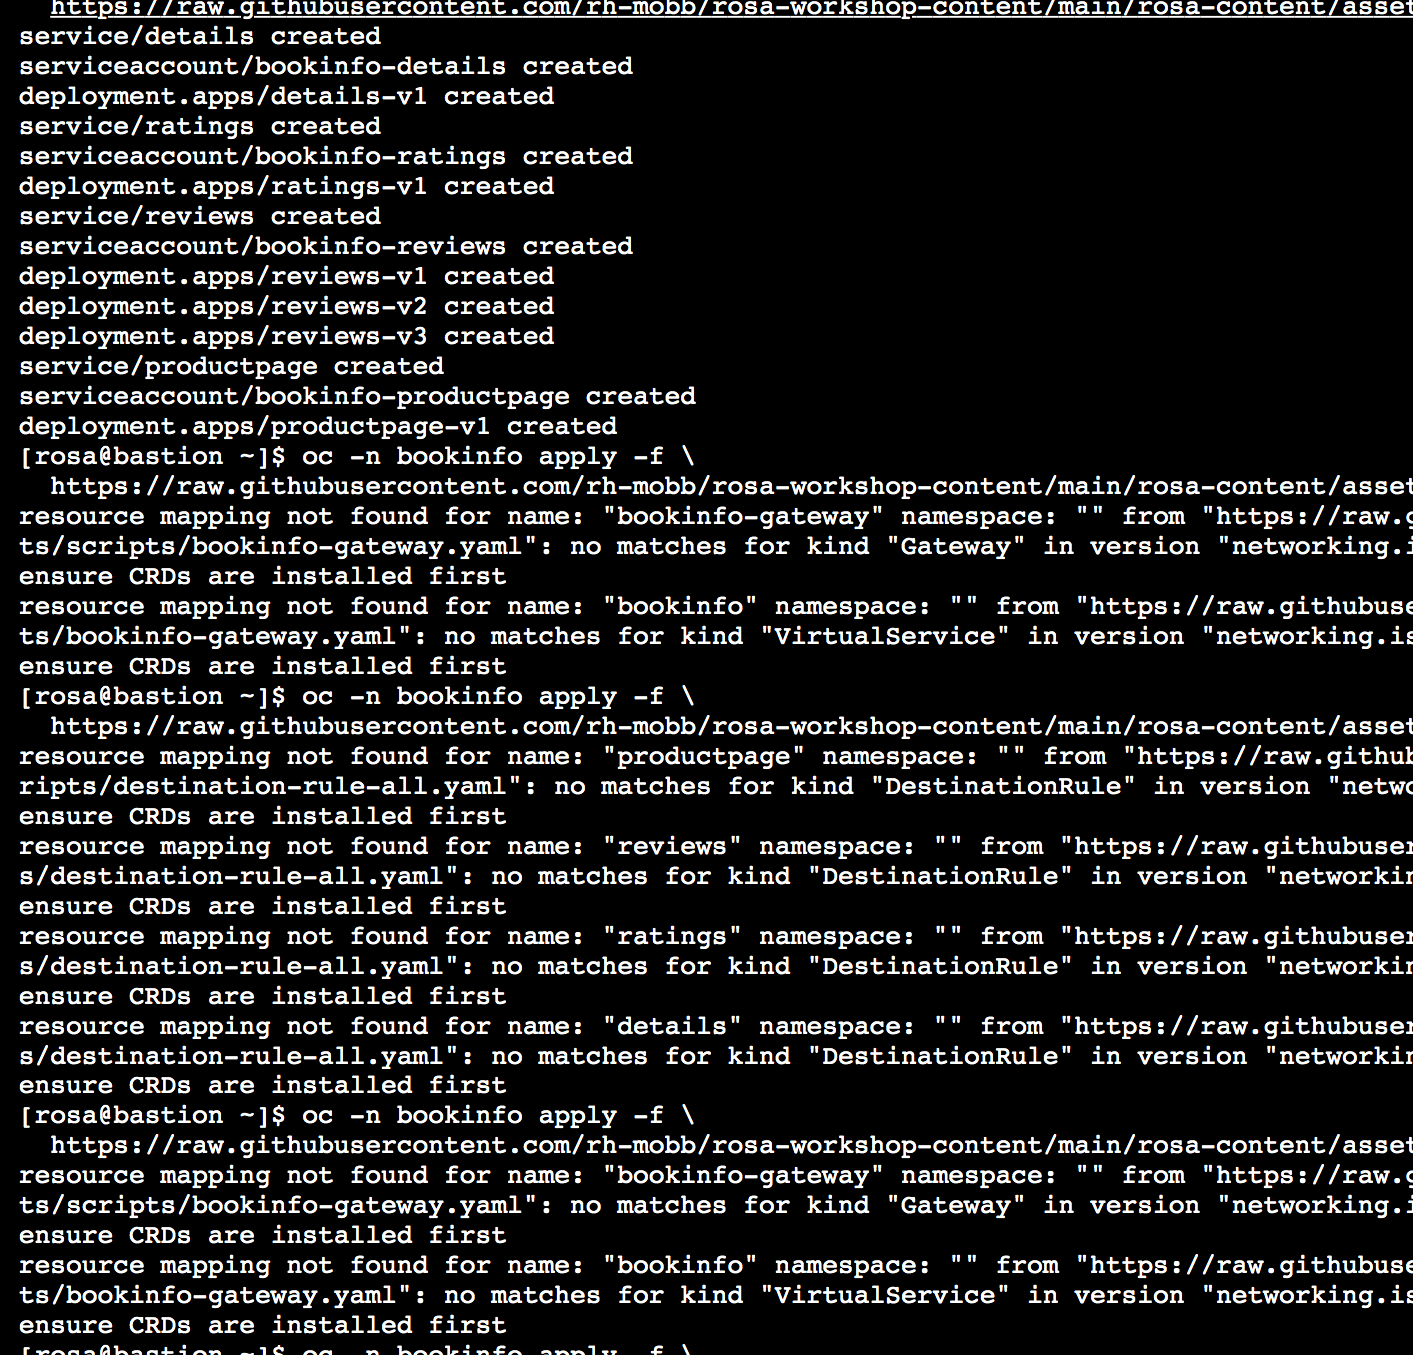 https://raw.githubusercontent.com/rh-mobb/rosa-workshop-content/main/rosa-content/asset
service/details created
serviceaccount/bookinfo-details created
deployment.apps/details-v1 created
service/ratings created
serviceaccount/bookinfo-ratings created
deployment.apps/ratings-v1 created
service/reviews created
serviceaccount/bookinfo-reviews created
deployment.apps/reviews-v1 created
deployment.apps/reviews-v2 created
deployment.apps/reviews-v3 created
service/productpage created
serviceaccount/bookinfo-productpage created
deployment.apps/productpage-v1 created
[rosa@bastion ~]$ oc -n bookinfo apply -f \
https://raw.githubusercontent.com/rh-mobb/rosa-workshop-content/main/rosa-content/asset
resource mapping not found for name: "bookinfo-gateway" namespace: "" from "https://raw.g
ts/scripts/bookinfo-gateway.yaml": no matches for kind "Gateway" in version "networking.i
ensure CRDs are installed first
resource mapping not found for name: "bookinfo" namespace: "" from "https://raw.githubuse
ts/bookinfo-gateway.yaml": no matches for kind "VirtualService" in version "networking.is
ensure CRDs are installed first
[rosa@bastion ~]$ oc -n bookinfo apply -f \
https://raw.githubusercontent.com/rh-mobb/rosa-workshop-content/main/rosa-content/asset
resource mapping not found for name: "productpage" namespace: "" from "https://raw.github
ripts/destination-rule-all.yaml": no matches for kind "DestinationRule" in version "netwo
ensure CRDs are installed first
resource mapping not found for name: "reviews" namespace: "" from "https://raw.githubuser
s/destination-rule-all.yaml": no matches for kind "DestinationRule" in version "networkin
ensure CRDs are installed first
resource mapping not found for name: "ratings" namespace: "" from "https://raw.githubuser
s/destination-rule-all.yaml": no matches for kind "DestinationRule" in version "networkin
ensure CRDs are installed first
resource mapping not found for name: "details" namespace: "" from "https://raw.githubuser
s/destination-rule-all.yaml": no matches for kind "DestinationRule" in version "networkin
ensure CRDs are installed first
[rosa@bastion ~]$ oc -n bookinfo apply -f \
https://raw.githubusercontent.com/rh-mobb/rosa-workshop-content/main/rosa-content/asset
resource mapping not found for name: "bookinfo-gateway" namespace: "" from "https://raw.g
ts/scripts/bookinfo-gateway.yaml": no matches for kind "Gateway" in version "networking.i
ensure CRDs are installed first
resource mapping not found for name: "bookinfo" namespace: "" from "https://raw.githubuse
ts/bookinfo-gateway.yaml": no matches for kind "VirtualService" in version "networking.is
ensure CRDs are installed first
[rosa@bastion ~]$ oc -n bookinfo apply -f \